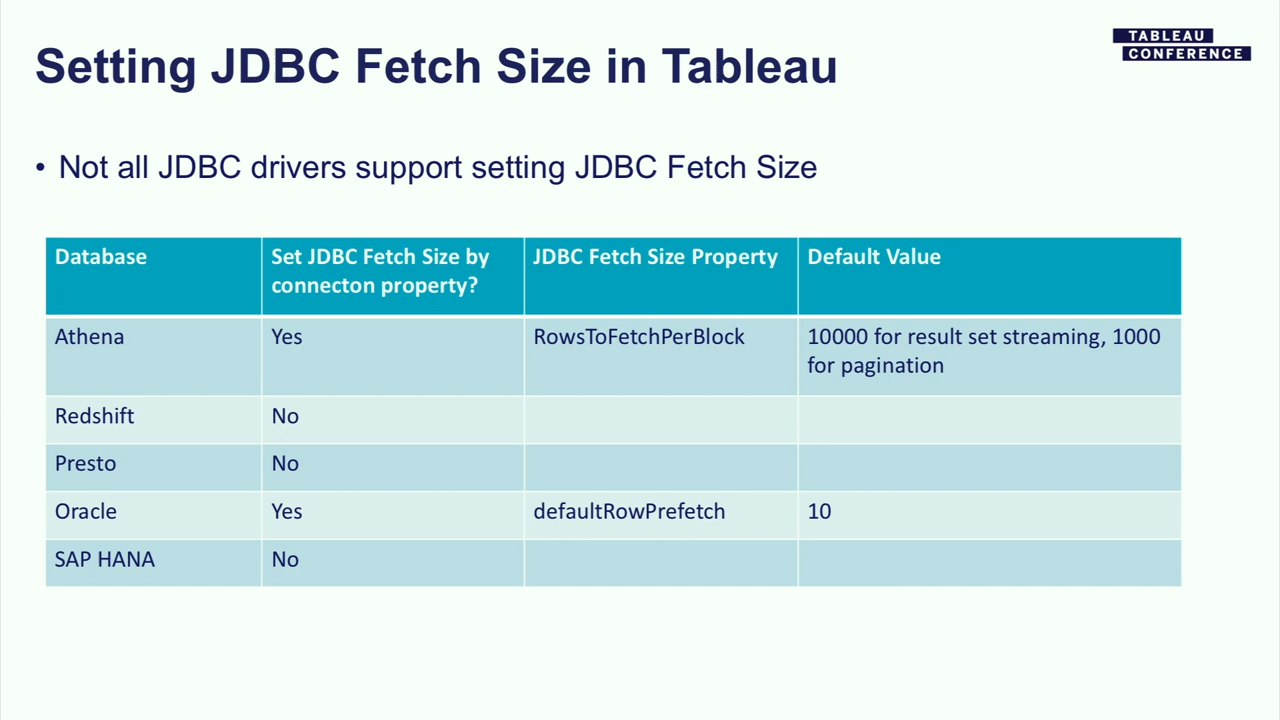 TABLEAU
CONFERENCE
Setting JDBC Fetch Size in Tableau
• Not all JDBC drivers support setting JDBC Fetch Size
Database
Set JDBC Fetch Size by
connecton property?
JDBC Fetch Size Property
Default Value
Athena
Yes
RowsToFetchPerBlock
10000 for result set streaming, 1000
for pagination
Redshift
No
Presto
No
Oracle
Yes
defaultRowPrefetch
10
SAP HANA
No